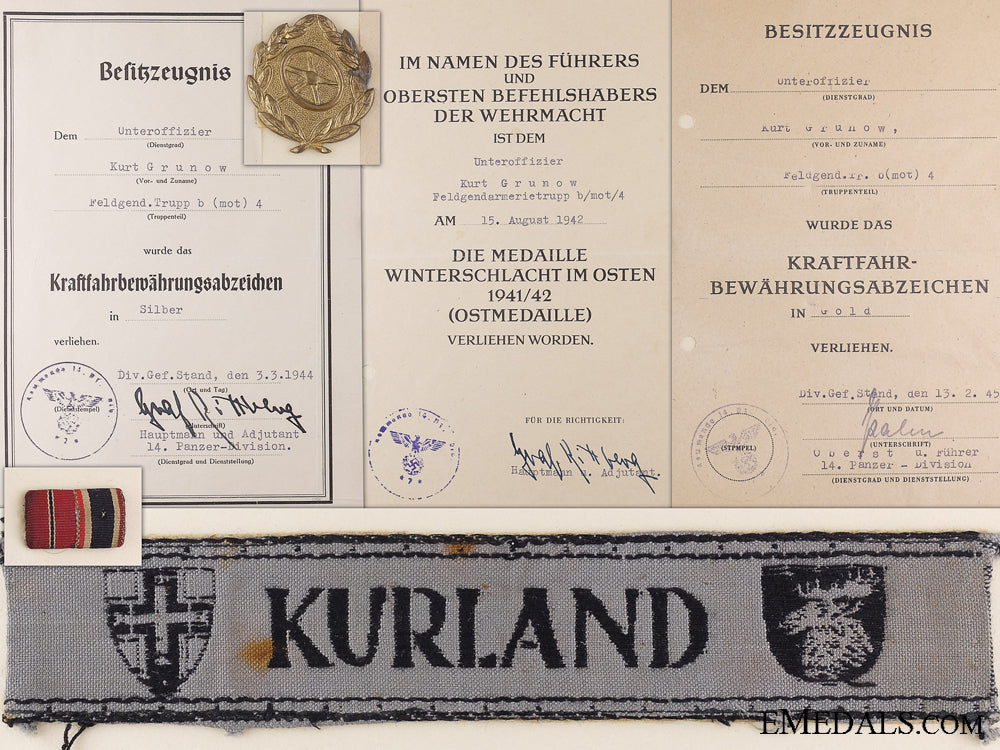 Besitzzeugnis
Dem Unteroffizier
(Dienstgrad)
Kurt Grunow
(Vor- und Zuname)
Feldgend.Trupp b (mot) 4
(Truppenteil)
wurde das
Kraftfahrbewährungsabzeichen
in Silber
verliehen.
Div.Gef.Stand, den 3.3.1944
(Ort und Tag)
(Dienststempel)
(Unterschrift)
Hauptmann und Adjutant
14. Panzer-Division.
(Dienstgrad und Dienststellung)
IM NAMEN DES FÜHRERS
UND
OBERSTEN BEFEHLSHABERS
DER WEHRMACHT
IST DEM
Unteroffizier
Kurt Grunow
Feldgendarmerietrupp b/mot/4
AM 15. August 1942
DIE MEDAILLE
WINTERSCHLACHT IM OSTEN
1941/42
(OSTMEDAILLE)
VERLIEHEN WORDEN.
FÜR DIE RICHTIGKEIT:
Hauptmann u. Adjutant.
BESITZZEUGNIS
DEM Unteroffizier
(DIENSTGRAD)
Kurt Grunow,
(VOR- UND ZUNAME)
Feldgend.Tr. b(mot) 4
(TRUPPENTEIL)
WURDE DAS
KRAFTFAHR-
BEWÄHRUNGSABZEICHEN
IN Gold
VERLIEHEN.
Div.Gef.Stand, den 13.2.45
(ORT UND DATUM)
(STPMPEL)
(UNTERSCHRIFT)
Oberst u. Führer
14. Panzer - Division
(DIENSTGRAD UND DIENSTSTELLUNG)
KURLAND
EMEDALS.COM